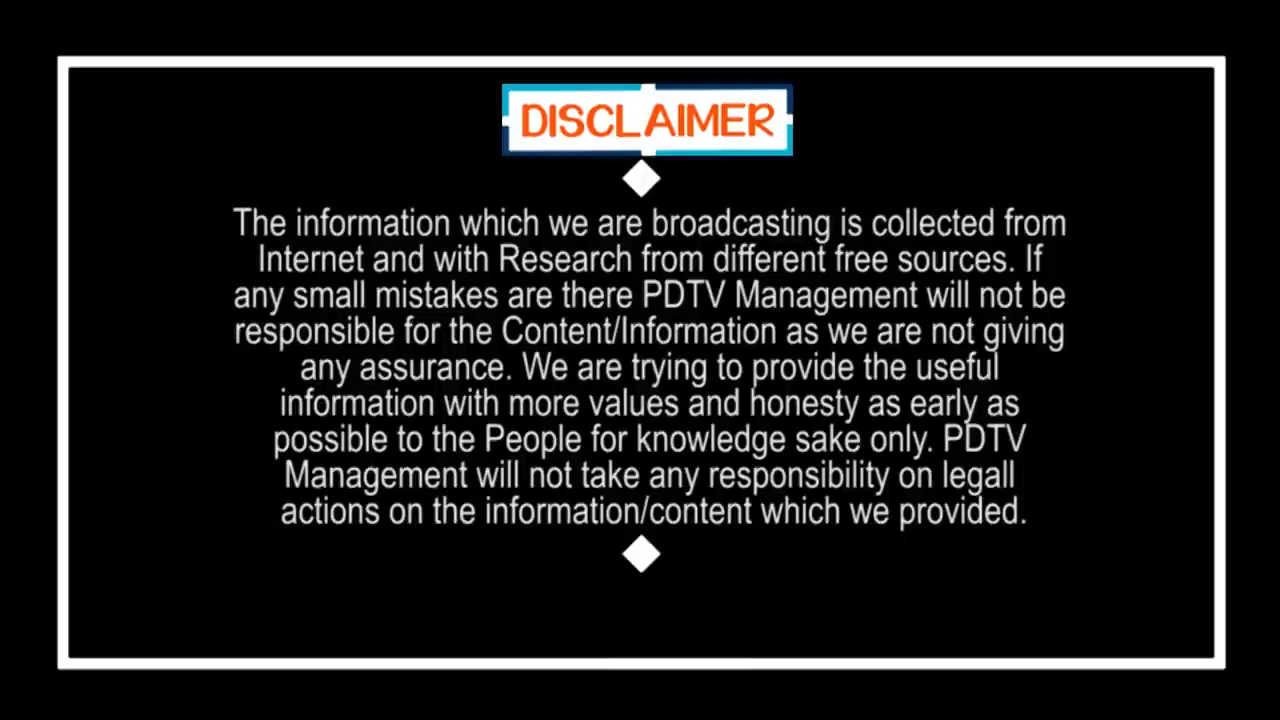 DISCLAIMER
The information which we are broadcasting is collected from
Internet and with Research from different free sources. If
any small mistakes are there PDTV Management will not be
responsible for the Content/Information as we are not giving
any assurance. We are trying to provide the useful
information with more values and honesty as early as
possible to the People for knowledge sake only. PDTV
Management will not take any responsibility on legall
actions on the information/content which we provided.